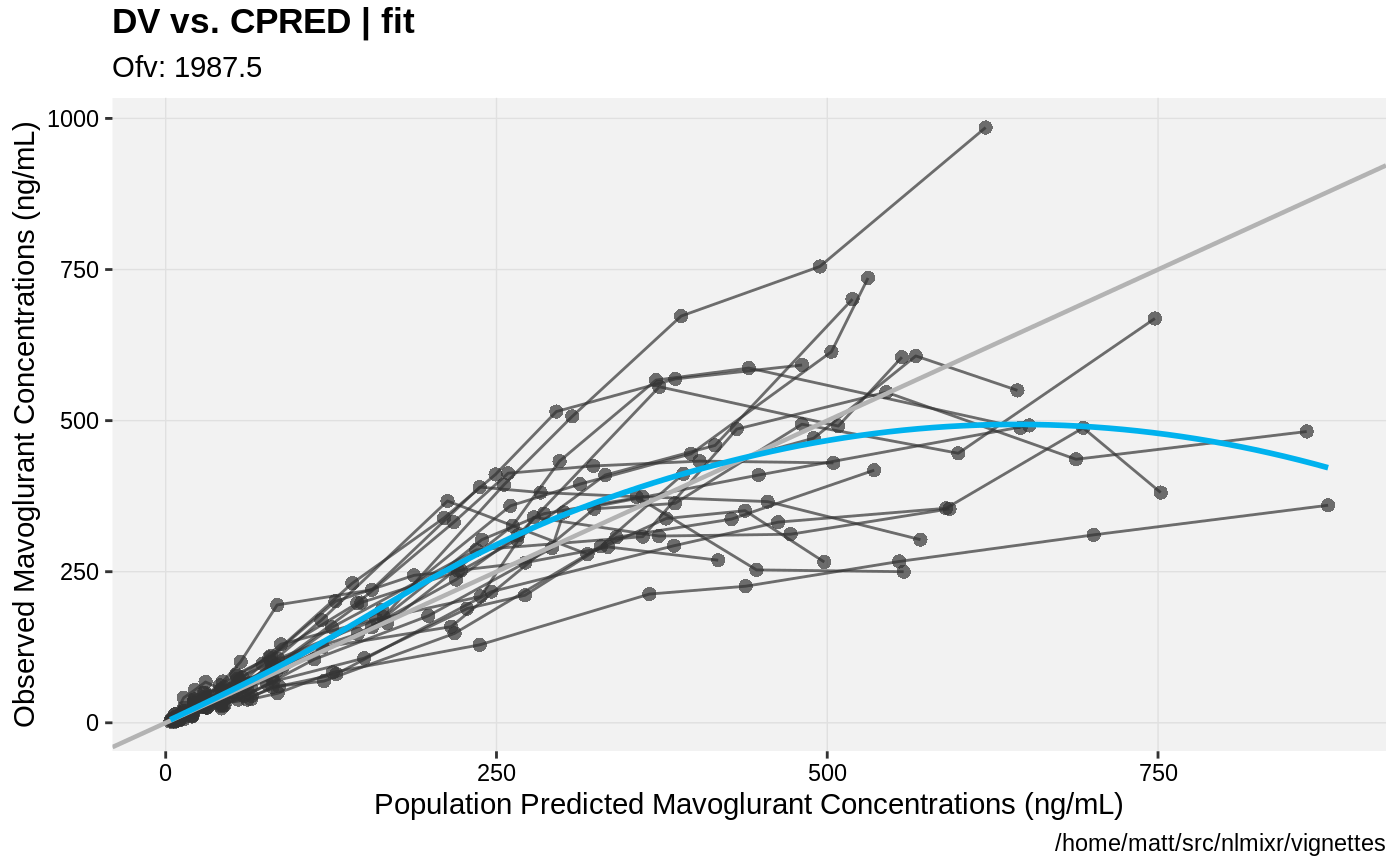 DV vs. CPRED | fit
Ofv: 1987.5
Observed Mavoglurant Concentrations (ng/mL)
1000
750
500
250
0
0 250 500 750
Population Predicted Mavoglurant Concentrations (ng/mL)
/home/matt/src/nlmixr/vignettes